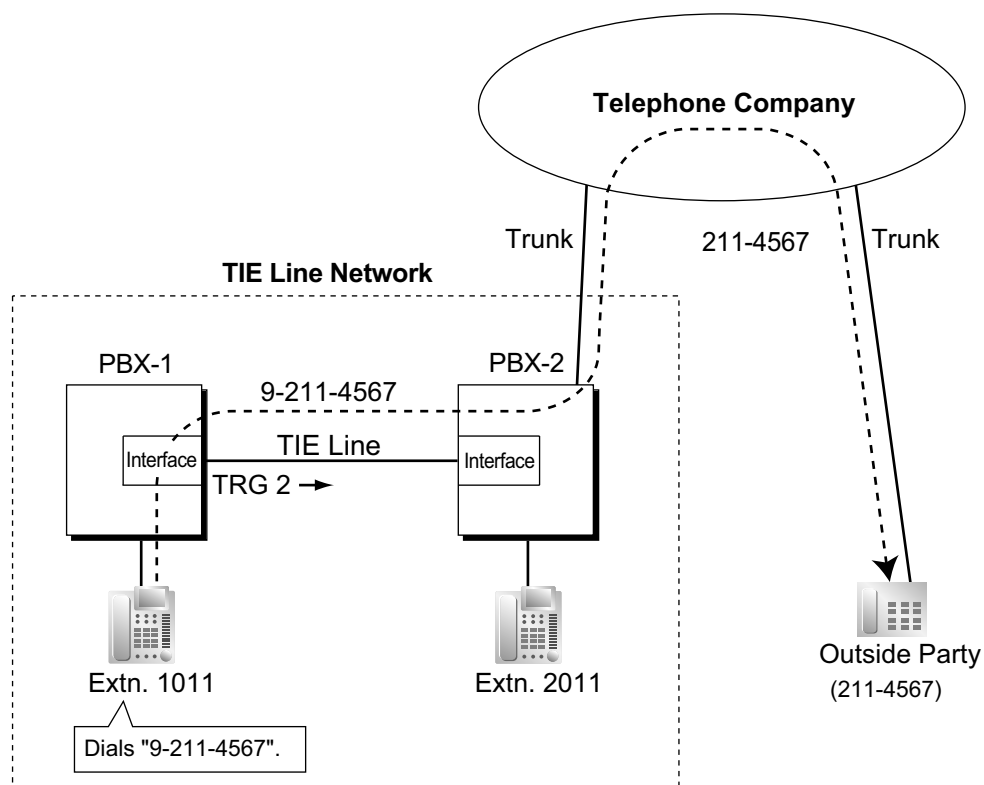 Telephone Company
Trunk
211-4567
Trunk
TIE Line Network
PBX-1
PBX-2
9-211-4567
Interface
TIE Line
Interface
TRG 2
Extn. 1011
Extn. 2011
Outside Party
(211-4567)
Dials "9-211-4567".